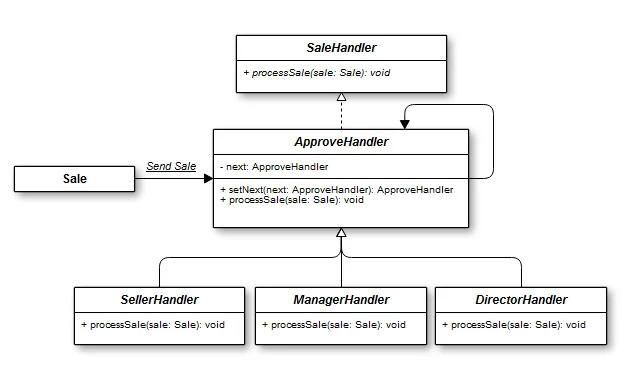 SaleHandler
+ processSale(sale: Sale): void
ApproveHandler
- next: ApproveHandler
+ setNext(next: ApproveHandler): ApproveHandler
+ processSale(sale: Sale): void
Sale
Send Sale
SellerHandler
+ processSale(sale: Sale): void
ManagerHandler
+ processSale(sale: Sale): void
DirectorHandler
+ processSale(sale: Sale): void